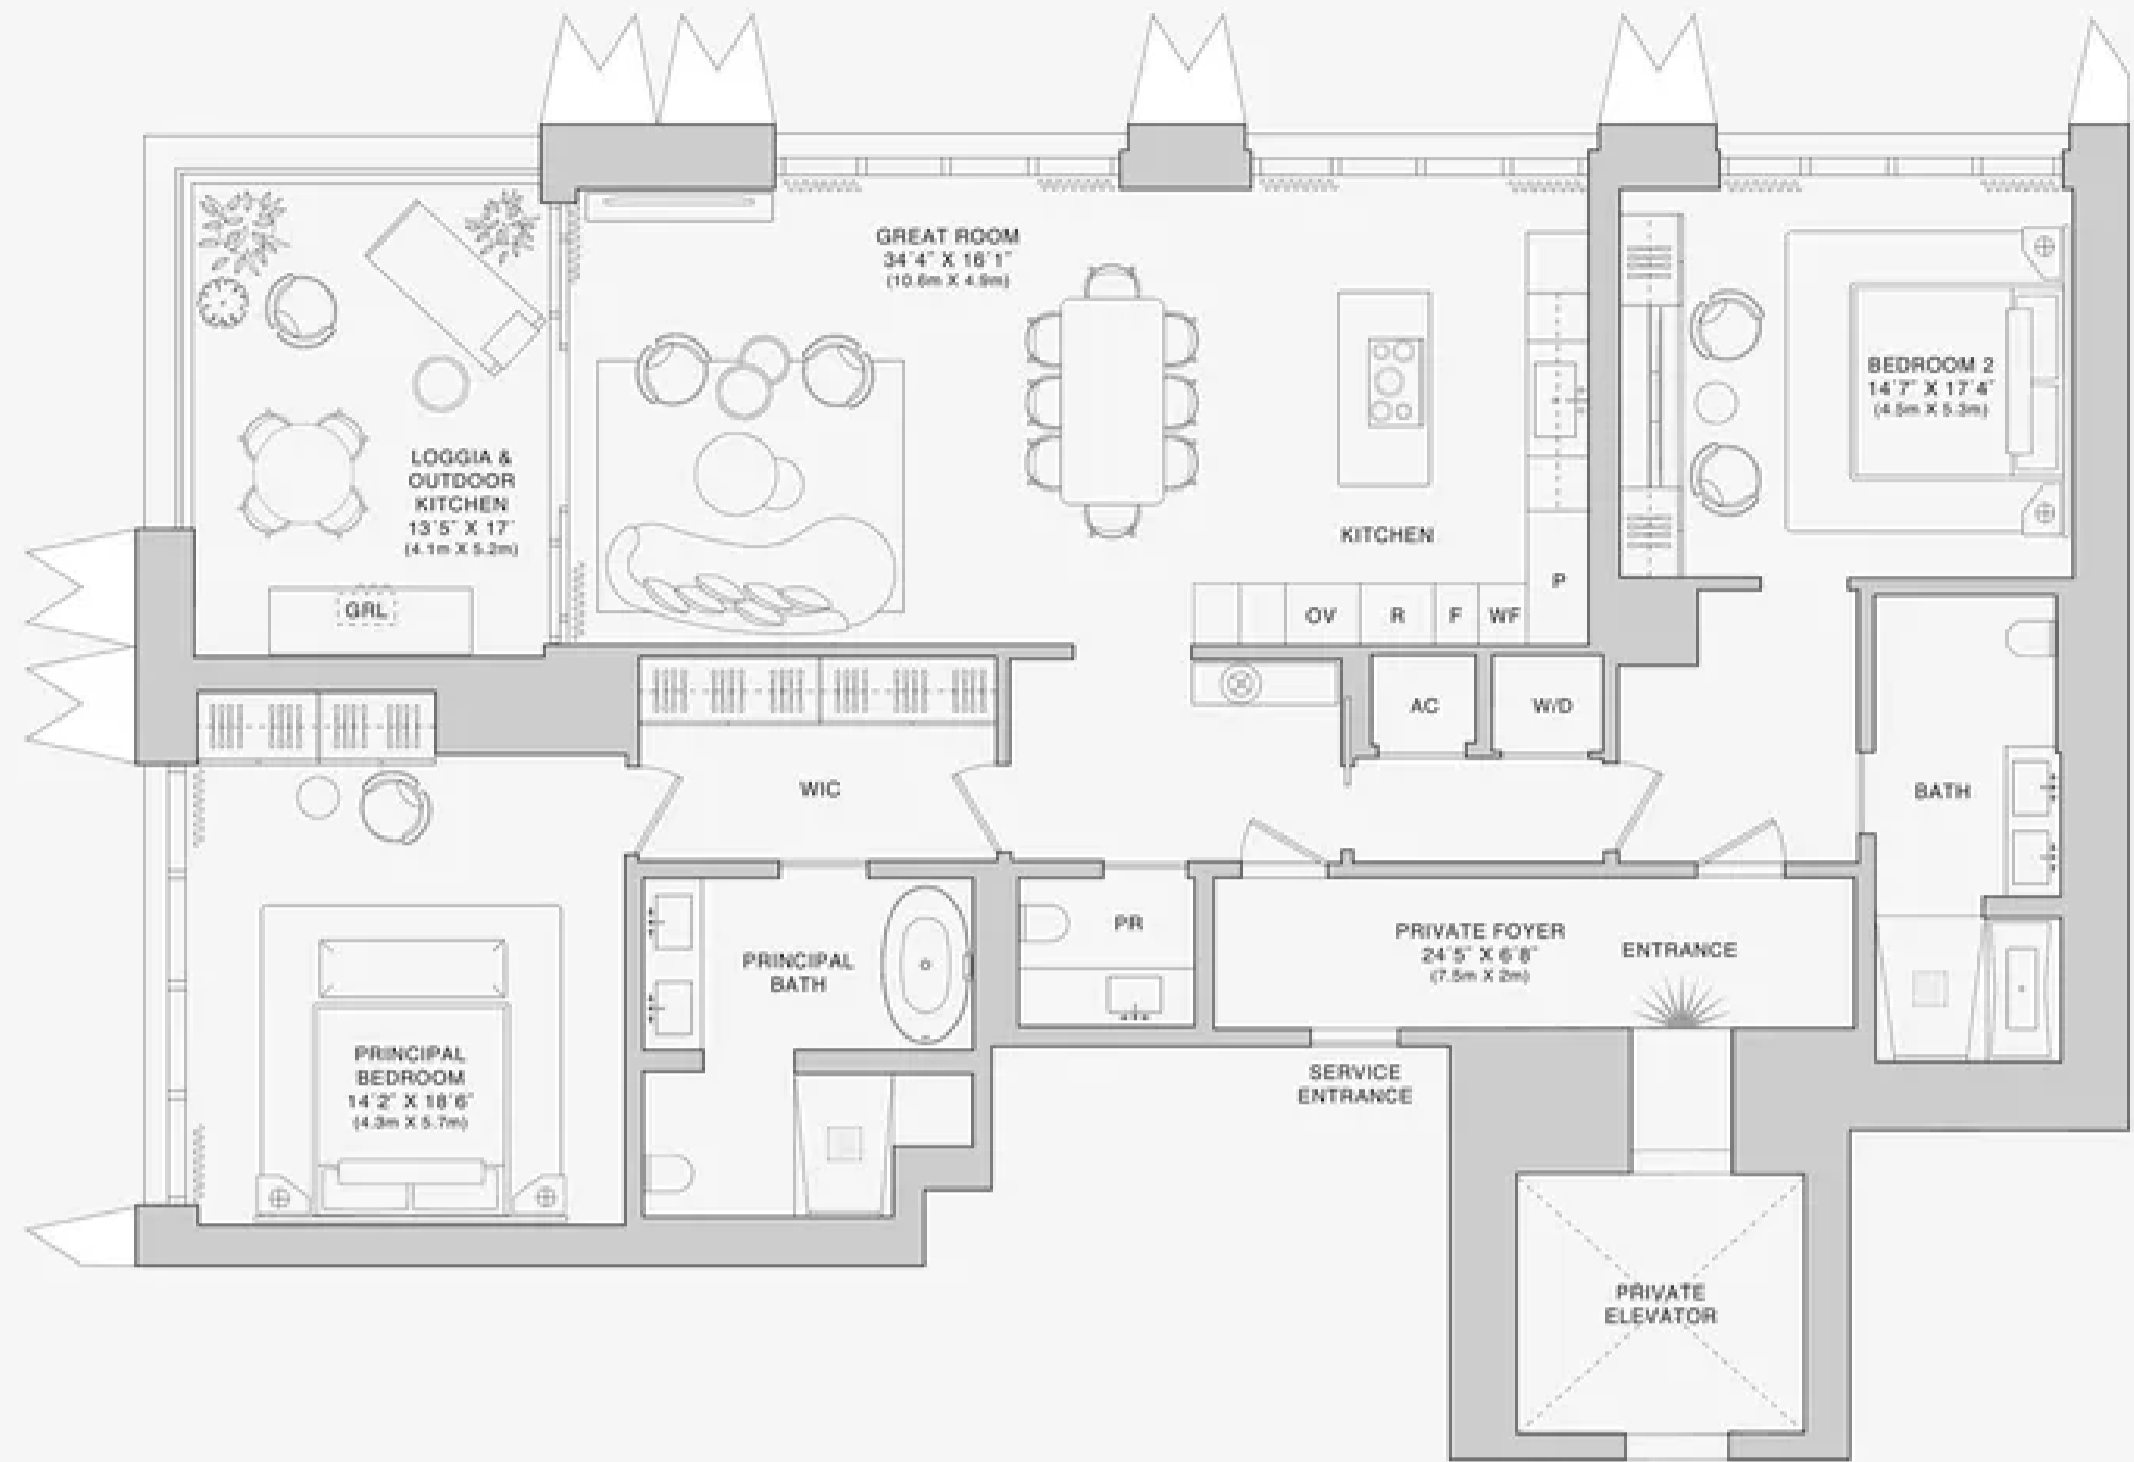 GREAT ROOM
34'4" X 16'1"
(10.6m X 4.9m)
LOGGIA &
OUTDOOR
KITCHEN
13'5" X 17'
(4.1m X 5.2m)
GRL
KITCHEN
OV
R
F
WF
P
BEDROOM 2
14'7" X 17'4"
(4.5m X 5.3m)
AC
W/D
WIC
BATH
PRINCIPAL
BATH
PR
PRIVATE FOYER
24'5" X 6'8"
(7.5m X 2m)
ENTRANCE
PRINCIPAL
BEDROOM
14'2" X 18'6"
(4.3m X 5.7m)
SERVICE
ENTRANCE
PRIVATE
ELEVATOR